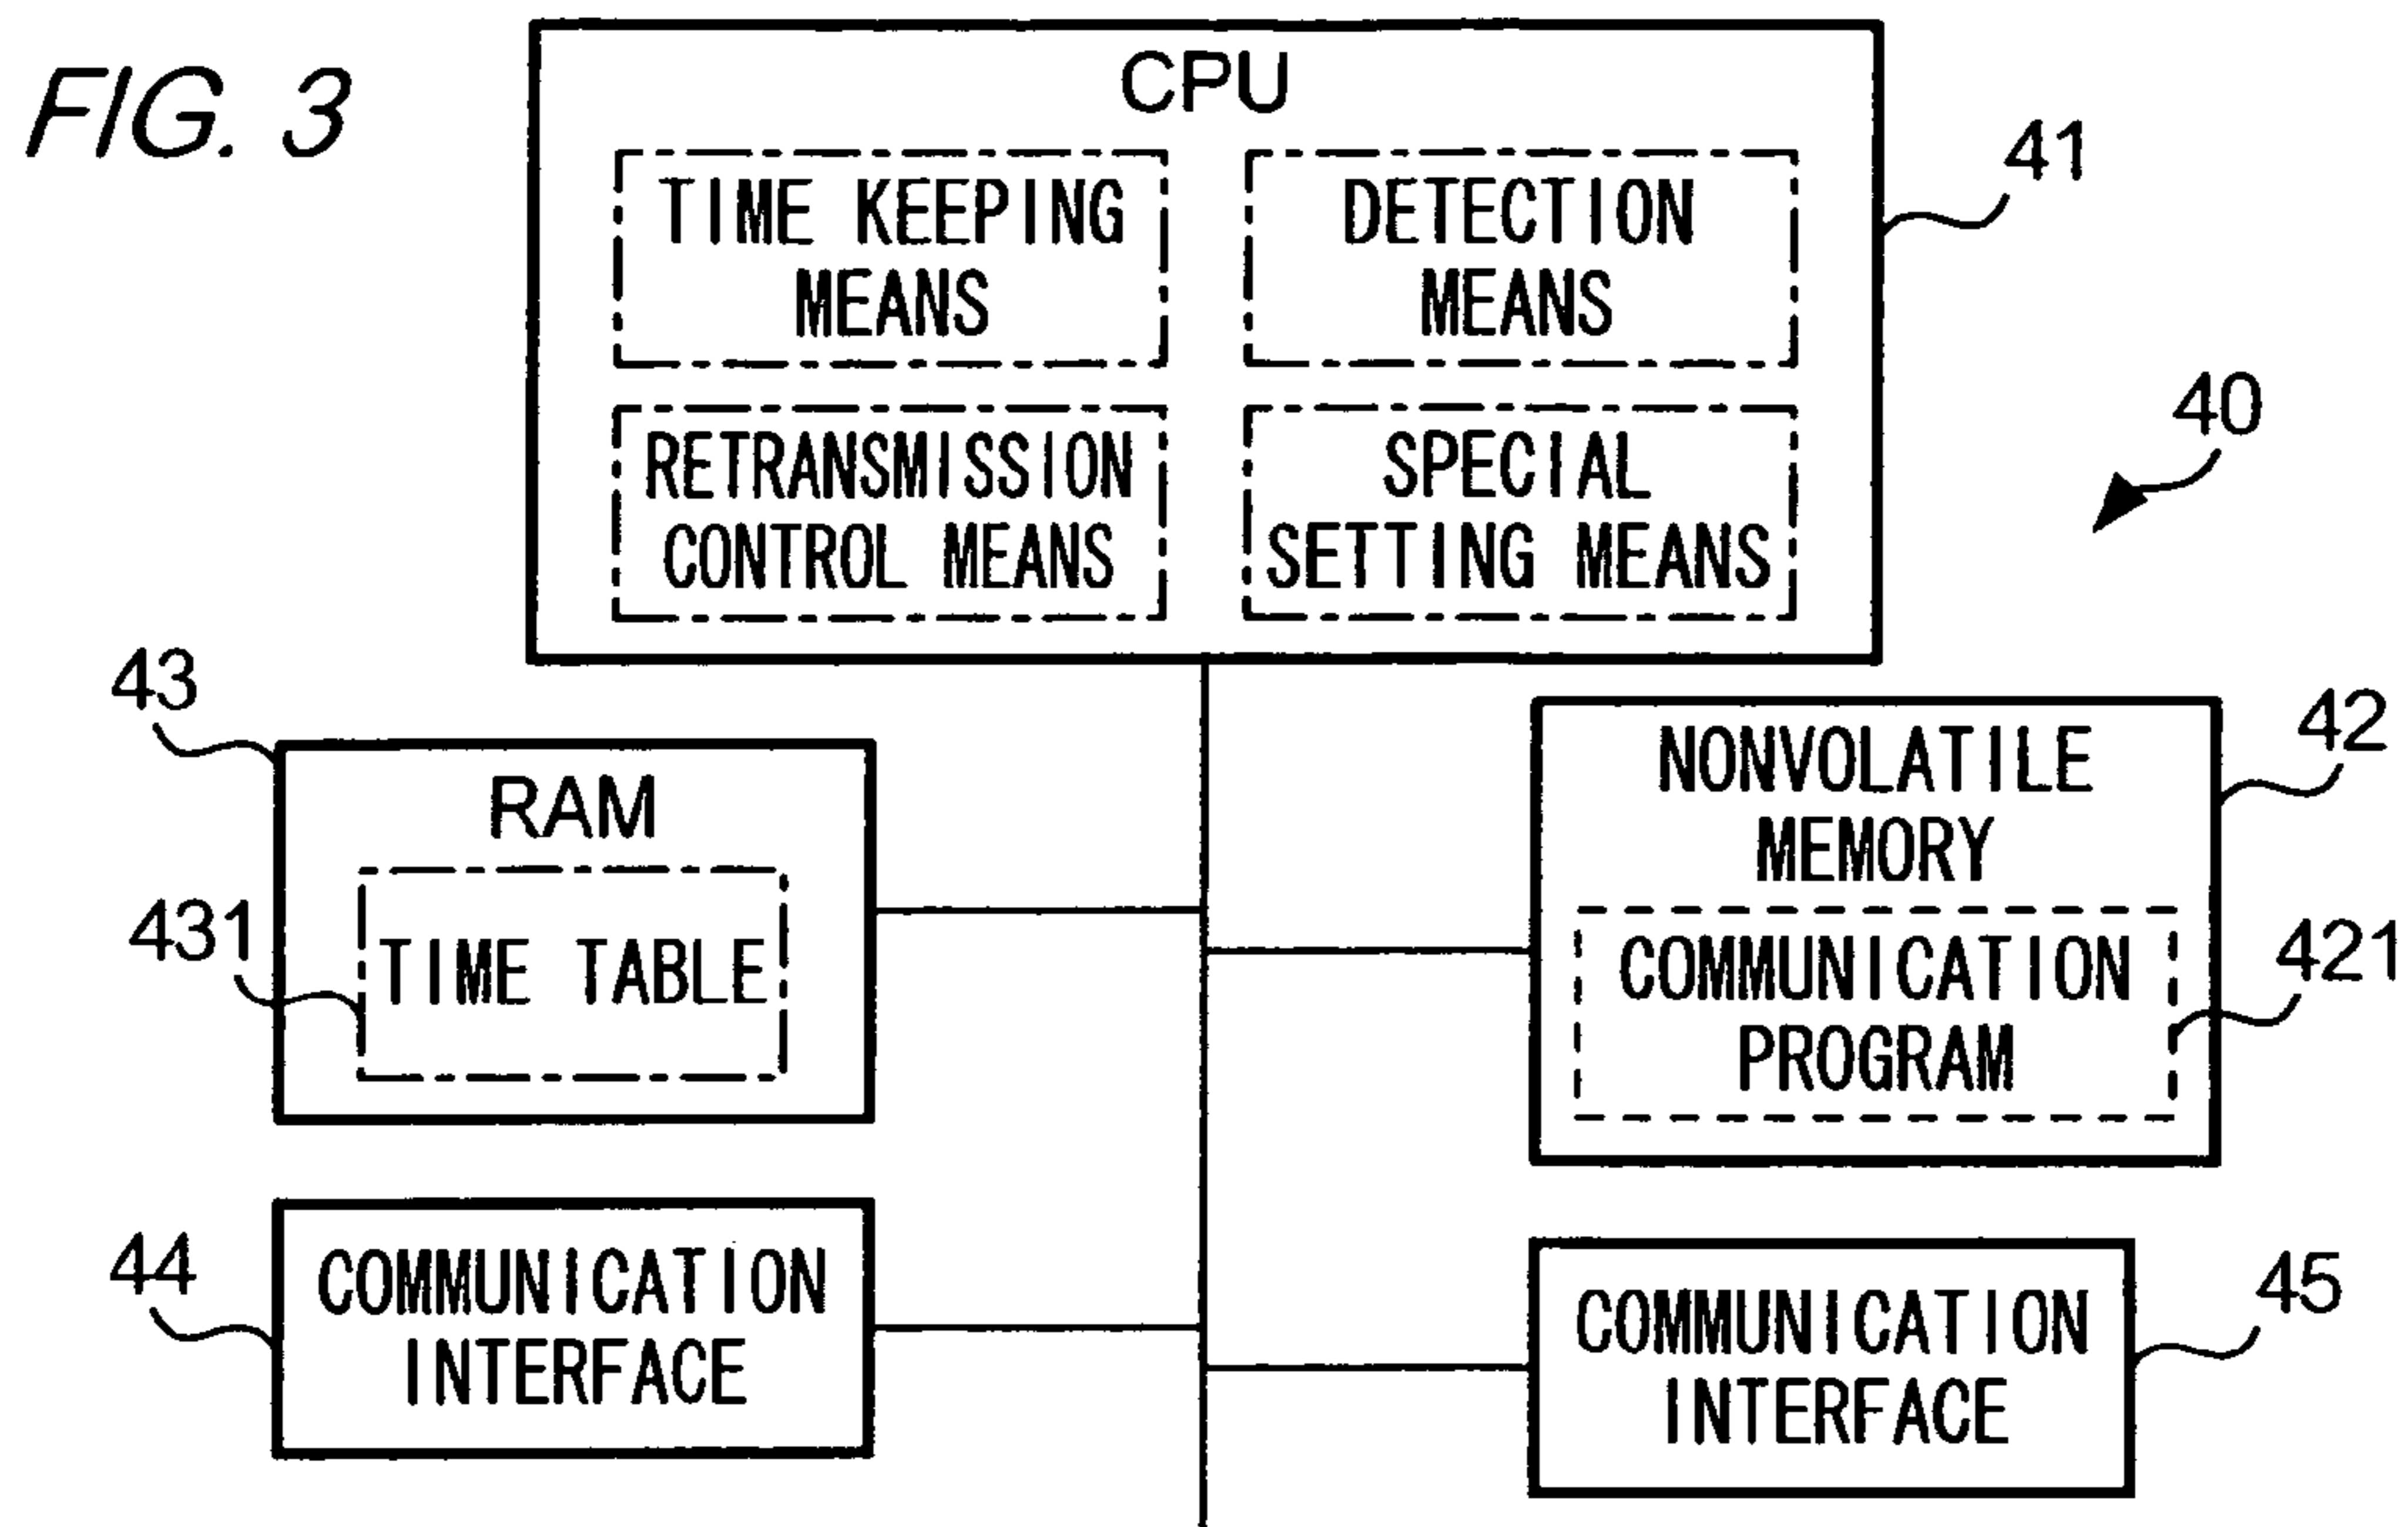 FIG. 3
CPU
41
TIME KEEPING
MEANS
DETECTION
MEANS
40
RETRANSMISSION
CONTROL MEANS
SPECIAL
SETTING MEANS
43
RAM
431
TIME TABLE
42
NONVOLATILE
MEMORY
421
COMMUNICATION
PROGRAM
44
COMMUNICATION
INTERFACE
45
COMMUNICATION
INTERFACE